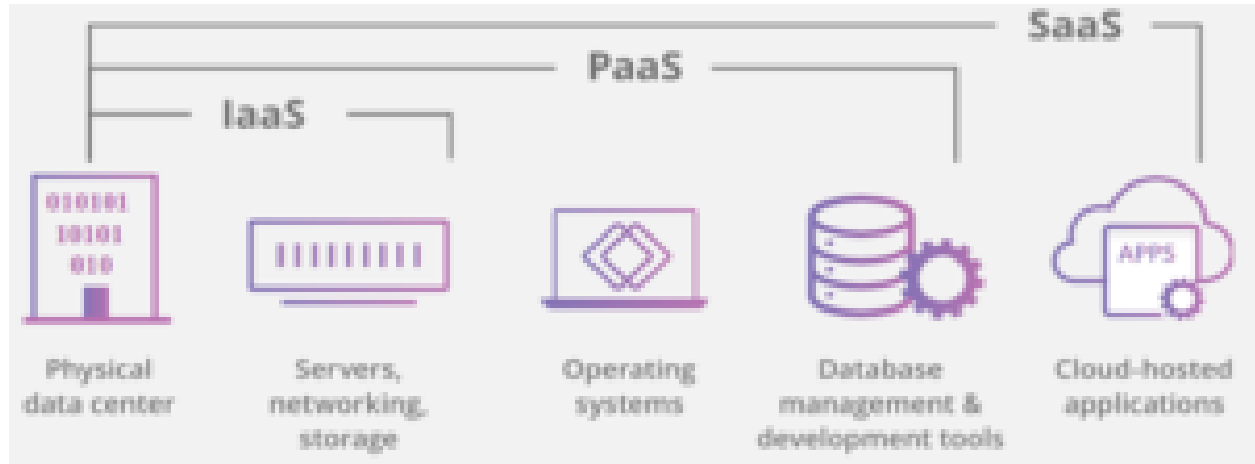 SaaS
PaaS
IaaS
010101
10101
010
APPS
Physical
data center
Servers,
networking,
storage
Operating
systems
Database
management &
development tools
Cloud-hosted
applications